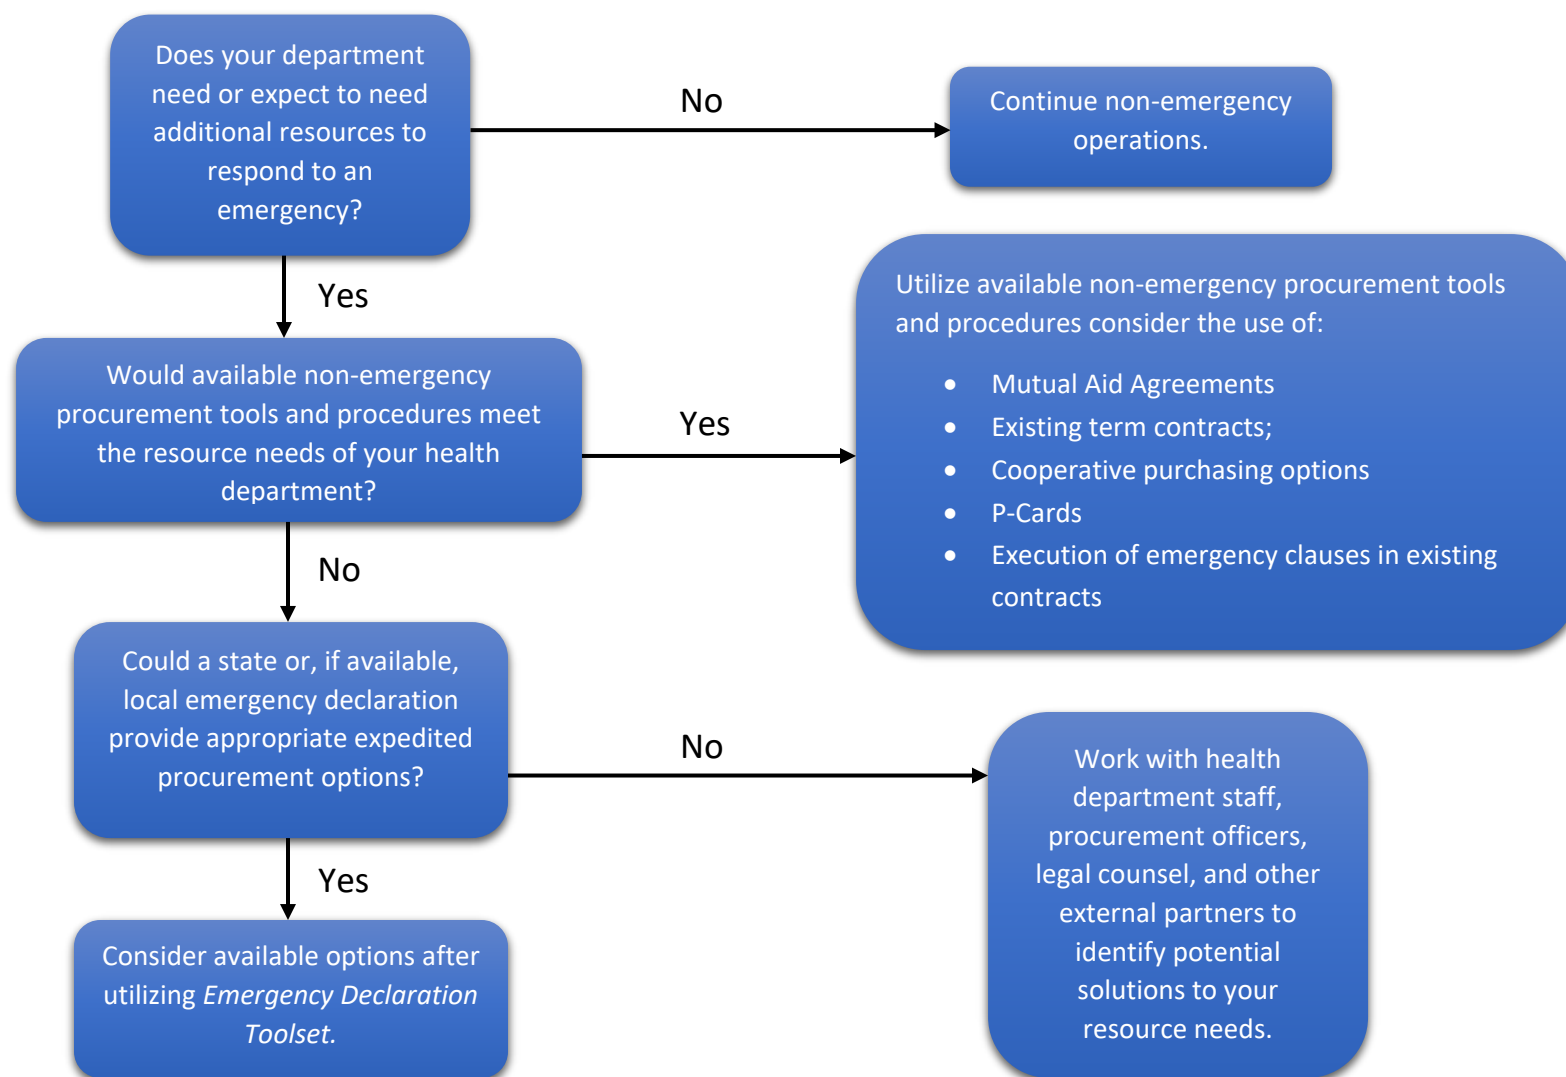 Does your department
need or expect to need
additional resources to
respond to an
emergency?
No
Continue non-emergency
operations.
Yes
Would available non-emergency
procurement tools and procedures meet
the resource needs of your health
department?
Yes
Utilize available non-emergency procurement tools
and procedures consider the use of:
• Mutual Aid Agreements
• Existing term contracts;
• Cooperative purchasing options
• P-Cards
• Execution of emergency clauses in existing
contracts
No
Could a state or, if available,
local emergency declaration
provide appropriate expedited
procurement options?
No
Work with health
department staff,
procurement officers,
legal counsel, and other
external partners to
identify potential
solutions to your
resource needs.
Yes
Consider available options after
utilizing Emergency Declaration
Toolset.